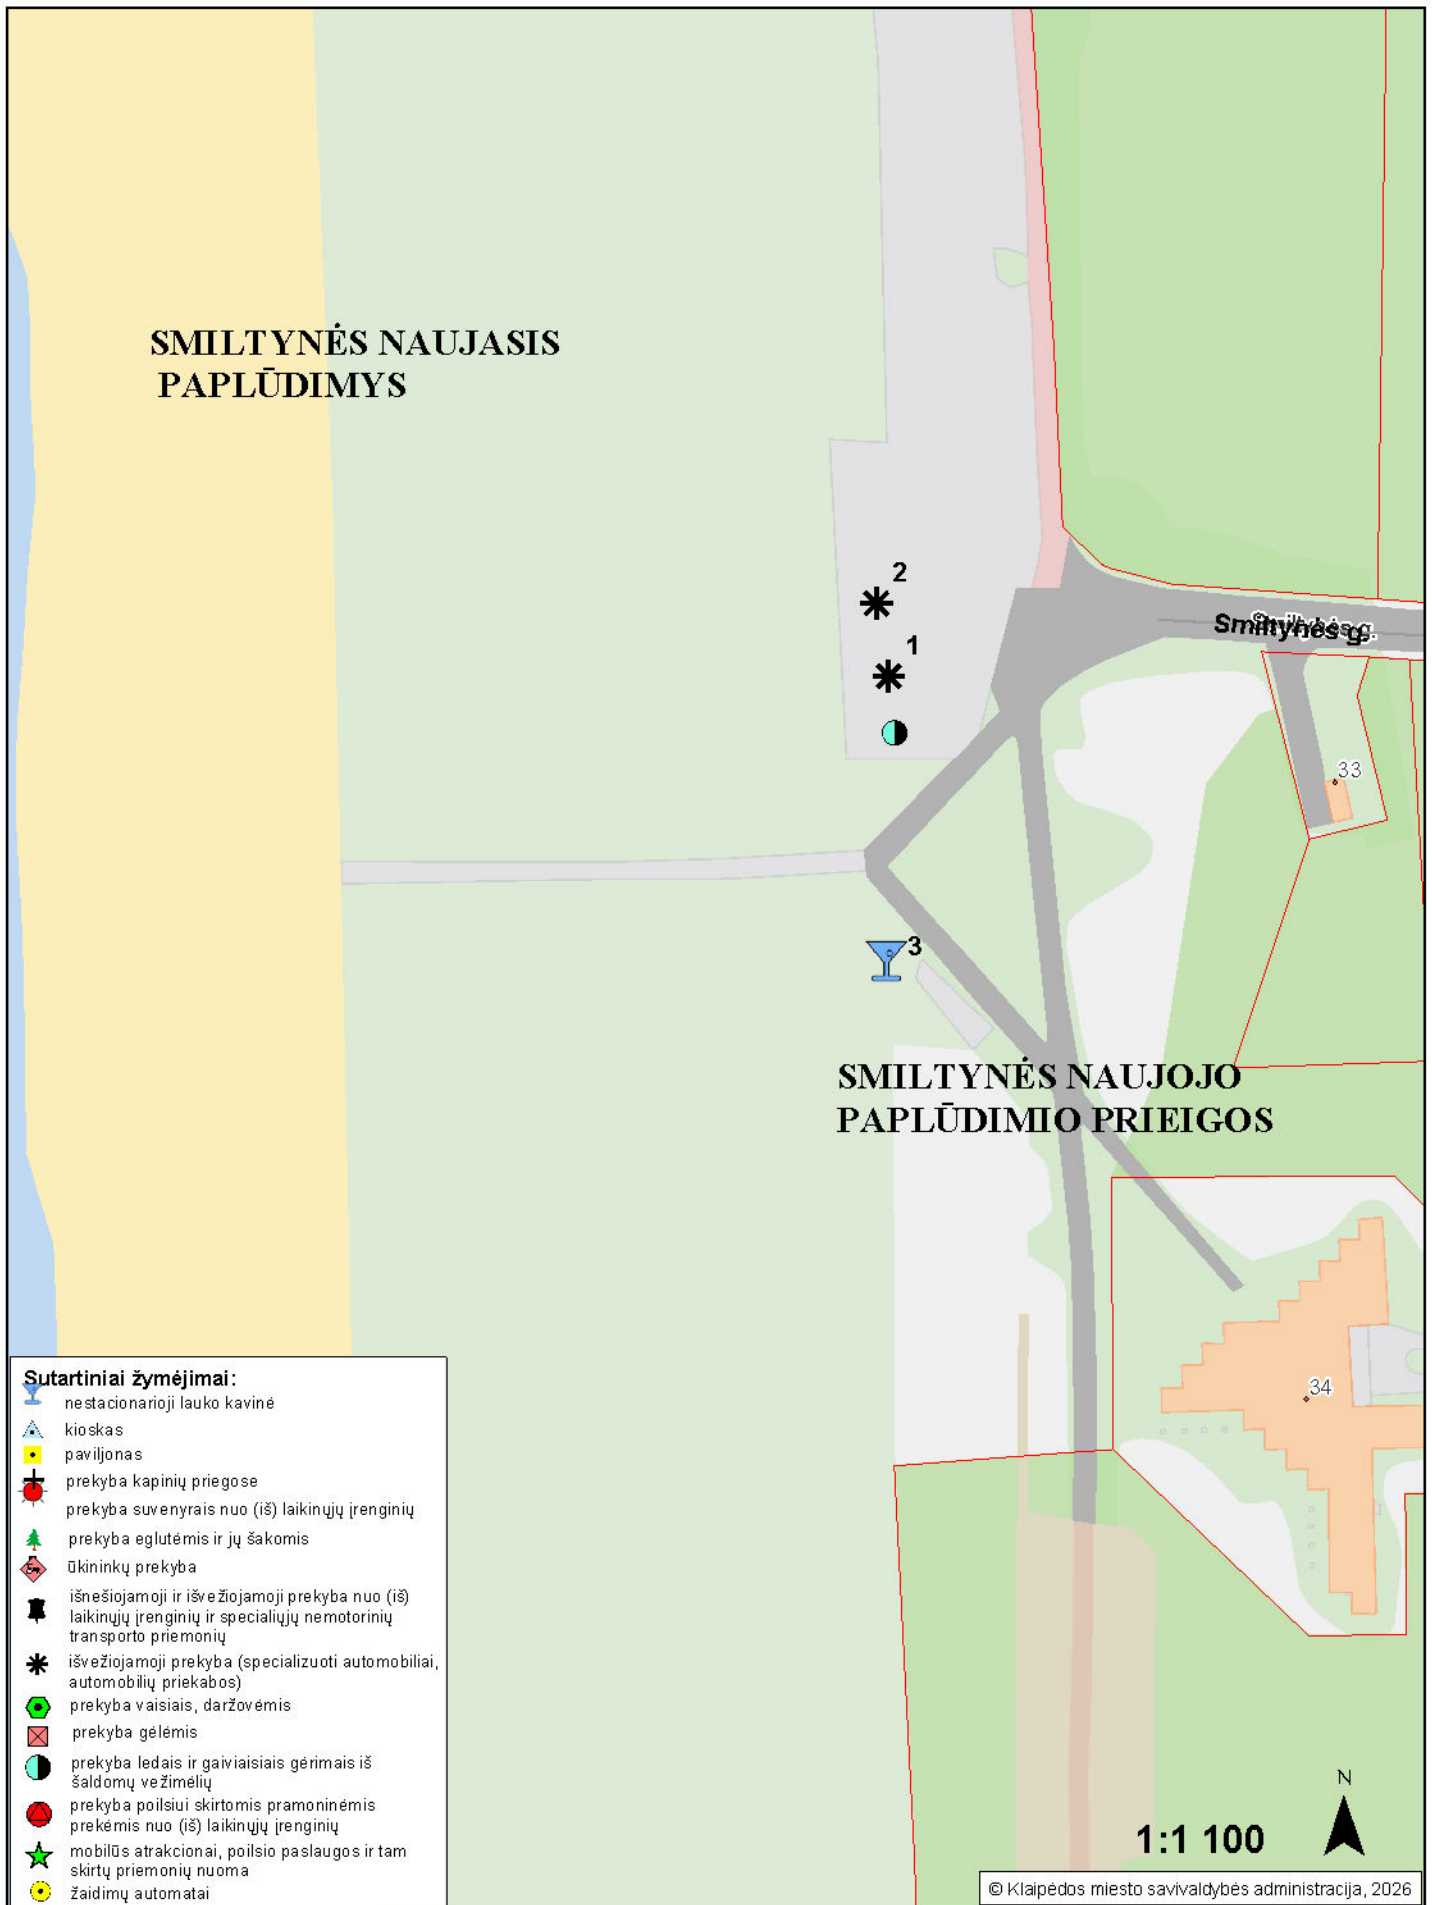 SMILTYNĖS NAUJASIS
PAPLŪDIMYS
2
1
Smiltynės g.
33
3
SMILTYNĖS NAUJOJO
PAPLŪDIMIO PRIEIGOS
34
Sutartiniai žymėjimai:
nestacionarioji lauko kavinė
kioskas
paviljonas
prekyba kapinių priegose
prekyba suvenyrais nuo (iš) laikinųjų įrenginių
prekyba eglutėmis ir jų šakomis
ūkininkų prekyba
išnešiojamoji ir išvežiojamoji prekyba nuo (iš)
laikinųjų įrenginių ir specialiųjų nemotorinių
transporto priemonių
išvežiojamoji prekyba (specializuoti automobiliai,
automobilių priekabos)
prekyba vaisiais, daržovėmis
prekyba gėlėmis
prekyba ledais ir gaiviaisiais gėrimais iš
šaldomų vežimėlių
prekyba poilsiui skirtomis pramoninėmis
prekėmis nuo (iš) laikinųjų įrenginių
mobilūs atrakcionai, poilsio paslaugos ir tam
skirtų priemonių nuoma
žaidimų automatai
N
1:1 100
© Klaipėdos miesto savivaldybės administracija, 2026